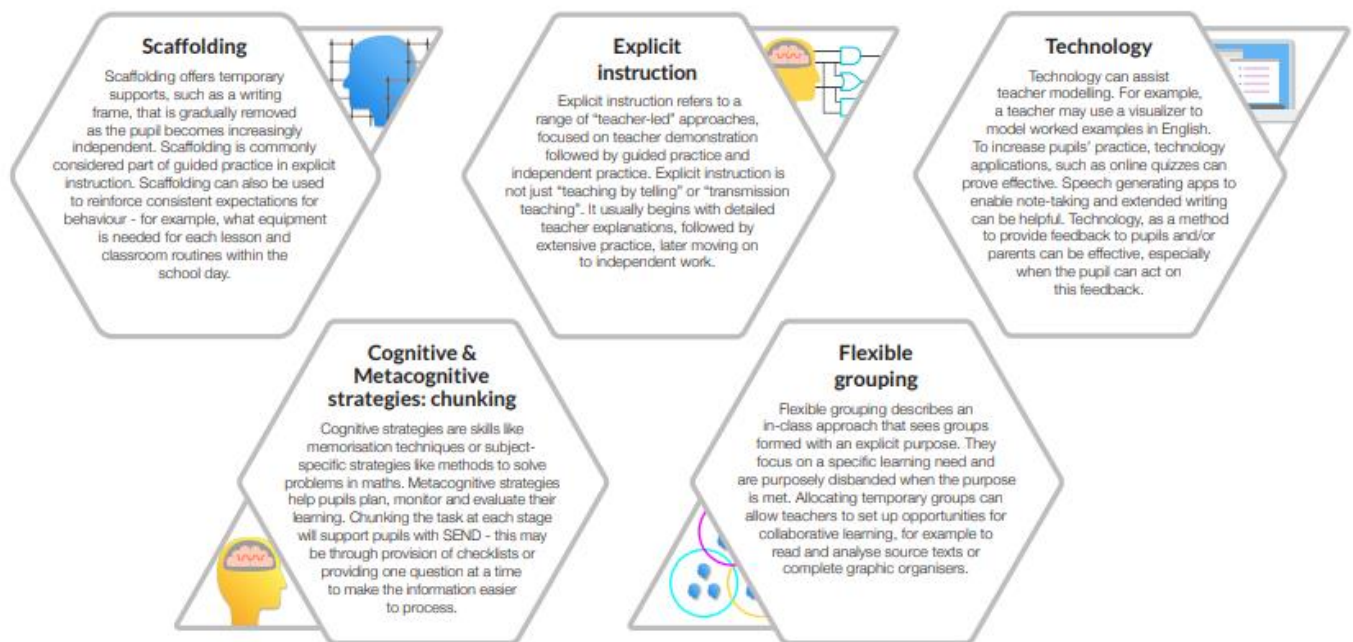 Scaffolding
Scaffolding offers temporary
supports, such as a writing
frame, that is gradually removed
as the pupil becomes increasingly
independent. Scaffolding is commonly
considered part of guided practice in explicit
instruction. Scaffolding can also be used
to reinforce consistent expectations for
behaviour - for example, what equipment
is needed for each lesson and
classroom routines within the
school day.
Explicit
instruction
Explicit instruction refers to a
range of “teacher-led” approaches,
focused on teacher demonstration
followed by guided practice and
independent practice. Explicit instruction is
not just “teaching by telling” or “transmission
teaching”. It usually begins with detailed
teacher explanations, followed by
extensive practice, later moving on
to independent work.
Technology
Technology can assist
teacher modelling. For example,
a teacher may use a visualizer to
model worked examples in English.
To increase pupils’ practice, technology
applications, such as online quizzes can
prove effective. Speech generating apps to
enable note-taking and extended writing
can be helpful. Technology, as a method
to provide feedback to pupils and/or
parents can be effective, especially
when the pupil can act on
this feedback.
Cognitive &
Metacognitive
strategies: chunking
Cognitive strategies are skills like
memorisation techniques or subject-
specific strategies like methods to solve
problems in maths. Metacognitive strategies
help pupils plan, monitor and evaluate their
learning. Chunking the task at each stage
will support pupils with SEND - this may
be through provision of checklists or
providing one question at a time
to make the information easier
to process.
Flexible
grouping
Flexible grouping describes an
in-class approach that sees groups
formed with an explicit purpose. They
focus on a specific learning need and
are purposely disbanded when the purpose
is met. Allocating temporary groups can
allow teachers to set up opportunities for
collaborative learning, for example to
read and analyse source texts or
complete graphic organisers.